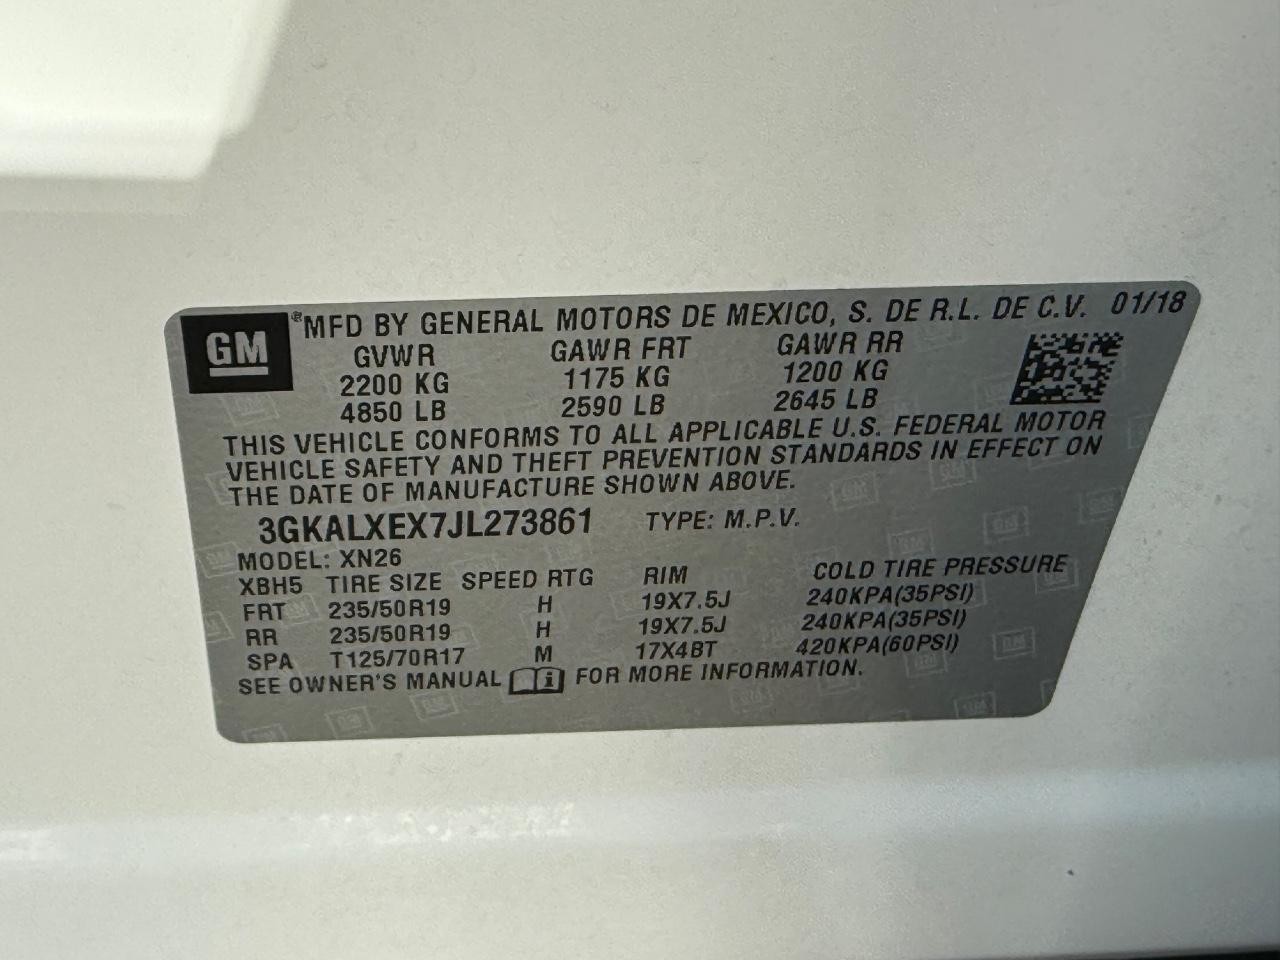 GM ® MFD BY GENERAL MOTORS DE MEXICO, S. DE R.L. DE C.V. 01/18
GVWR GAWR FRT GAWR RR
2200 KG 1175 KG 1200 KG
4850 LB 2590 LB 2645 LB
THIS VEHICLE CONFORMS TO ALL APPLICABLE U.S. FEDERAL MOTOR
VEHICLE SAFETY AND THEFT PREVENTION STANDARDS IN EFFECT ON
THE DATE OF MANUFACTURE SHOWN ABOVE.
3GKALXEX7JL273861 TYPE: M.P.V.
MODEL: XN26
XBH5 TIRE SIZE SPEED RTG RIM COLD TIRE PRESSURE
FRT 235/50R19 H 19X7.5J 240KPA(35PSI)
RR 235/50R19 H 19X7.5J 240KPA(35PSI)
SPA T125/70R17 M 17X4BT 420KPA(60PSI)
SEE OWNER'S MANUAL i FOR MORE INFORMATION.